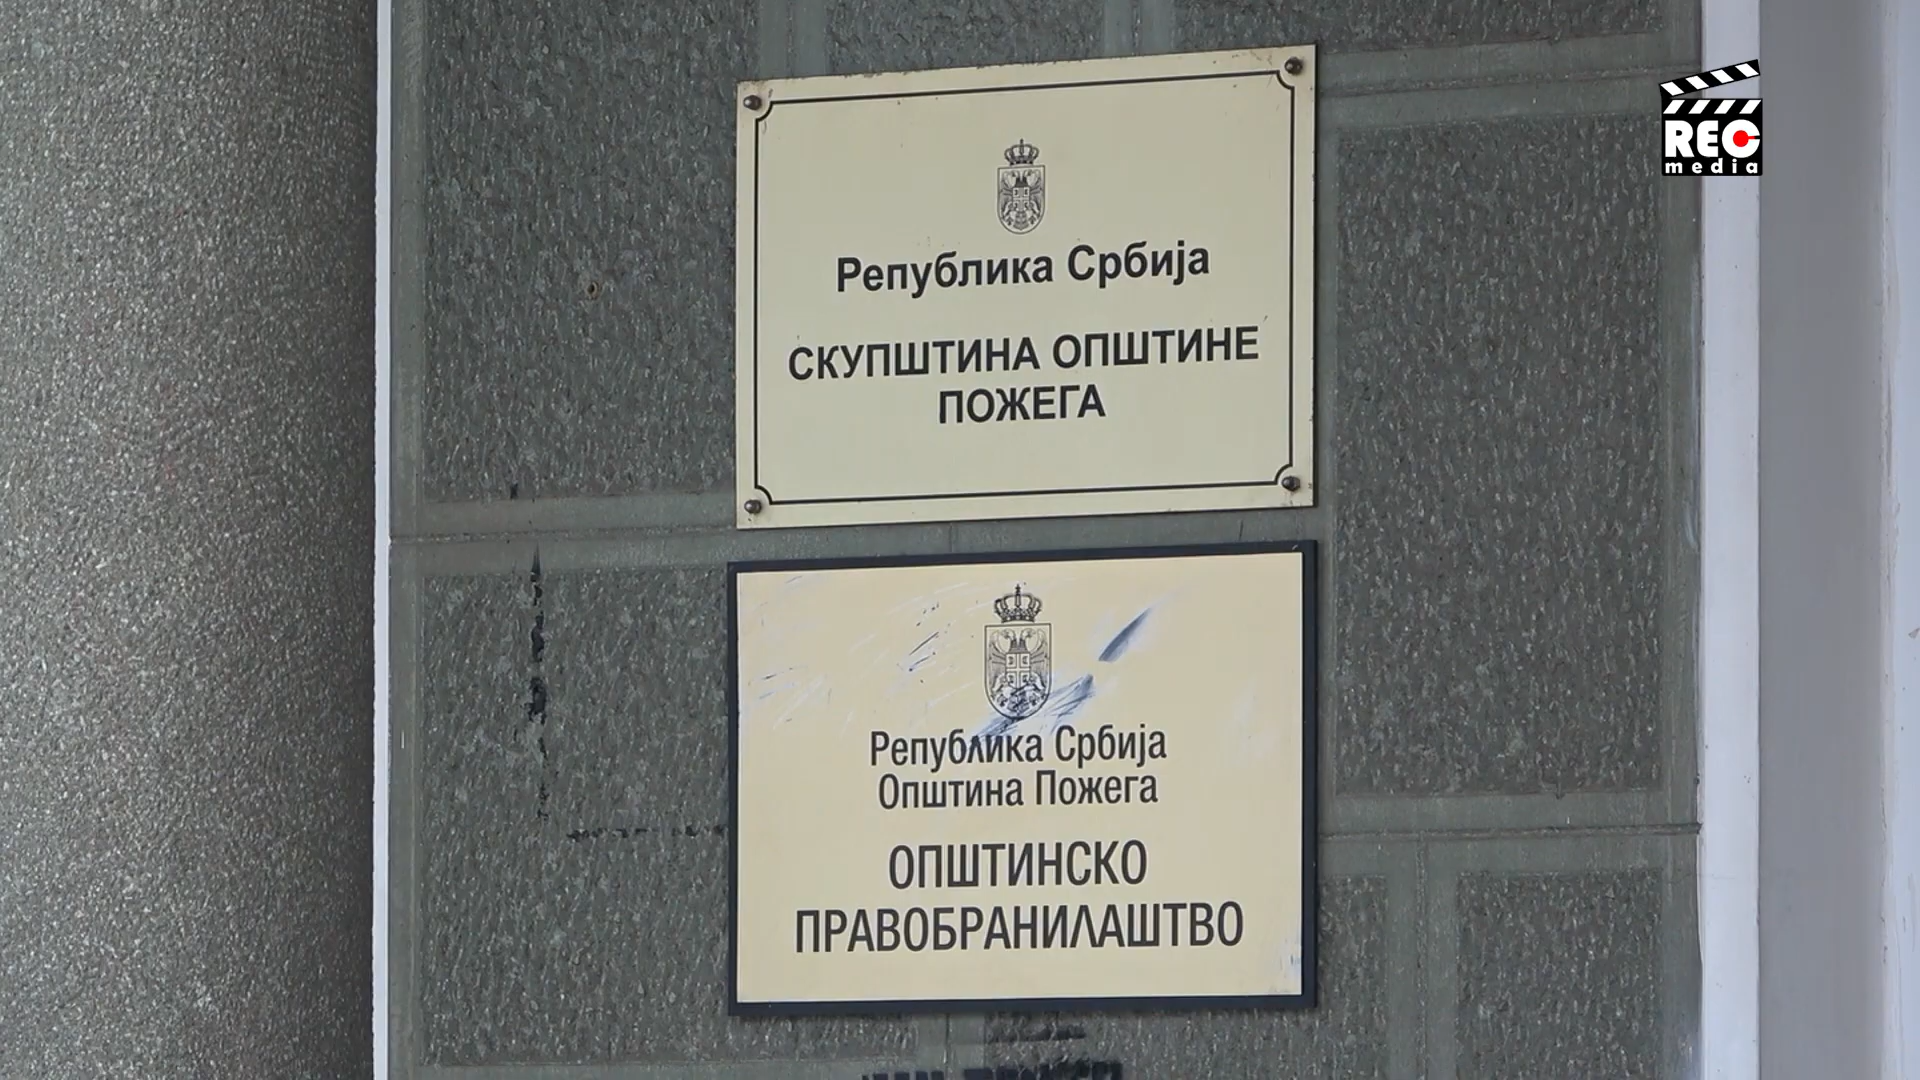 REC
media
Република Србија
СКУПШТИНА ОПШТИНЕ
ПОЖЕГА
Република Србија
Општина Пожега
ОПШТИНСКО
ПРАВОБРАНИЛАШТВО